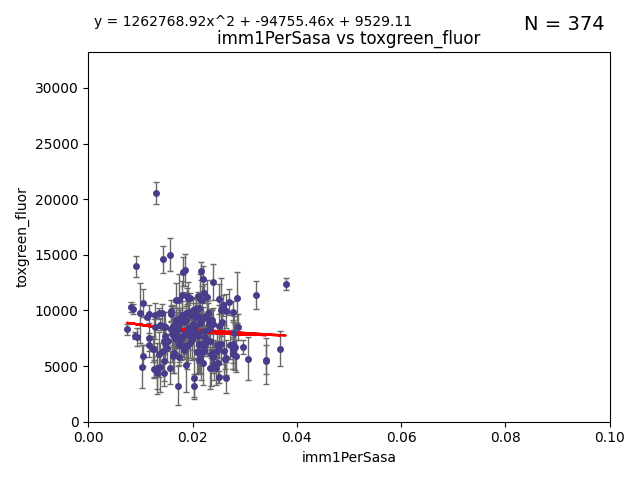 y = 1262768.92x^2 + -94755.46x + 9529.11
N = 374
imm1PerSasa vs toxgreen_fluor
30000
25000
20000
15000
10000
5000
0
toxgreen_fluor
0.00 0.02 0.04 0.06 0.08 0.10
imm1PerSasa